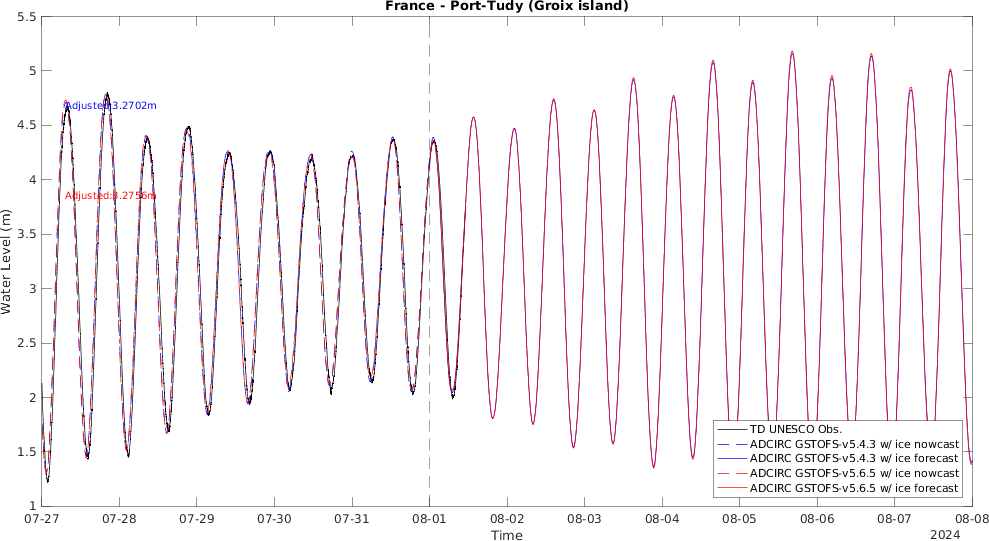 France - Port-Tudy (Groix island)
5.5
5
4.5
4
3.5
3
2.5
2
1.5
1
Water Level (m)
Adjusted:3.2702m
Adjusted:3.2756m
TD UNESCO Obs.
ADCIRC GSTOFS-v5.4.3 w/ ice nowcast
ADCIRC GSTOFS-v5.4.3 w/ ice forecast
ADCIRC GSTOFS-v5.6.5 w/ ice nowcast
ADCIRC GSTOFS-v5.6.5 w/ ice forecast
07-27 07-28 07-29 07-30 07-31 08-01 08-02 08-03 08-04 08-05 08-06 08-07 08-08
Time
2024